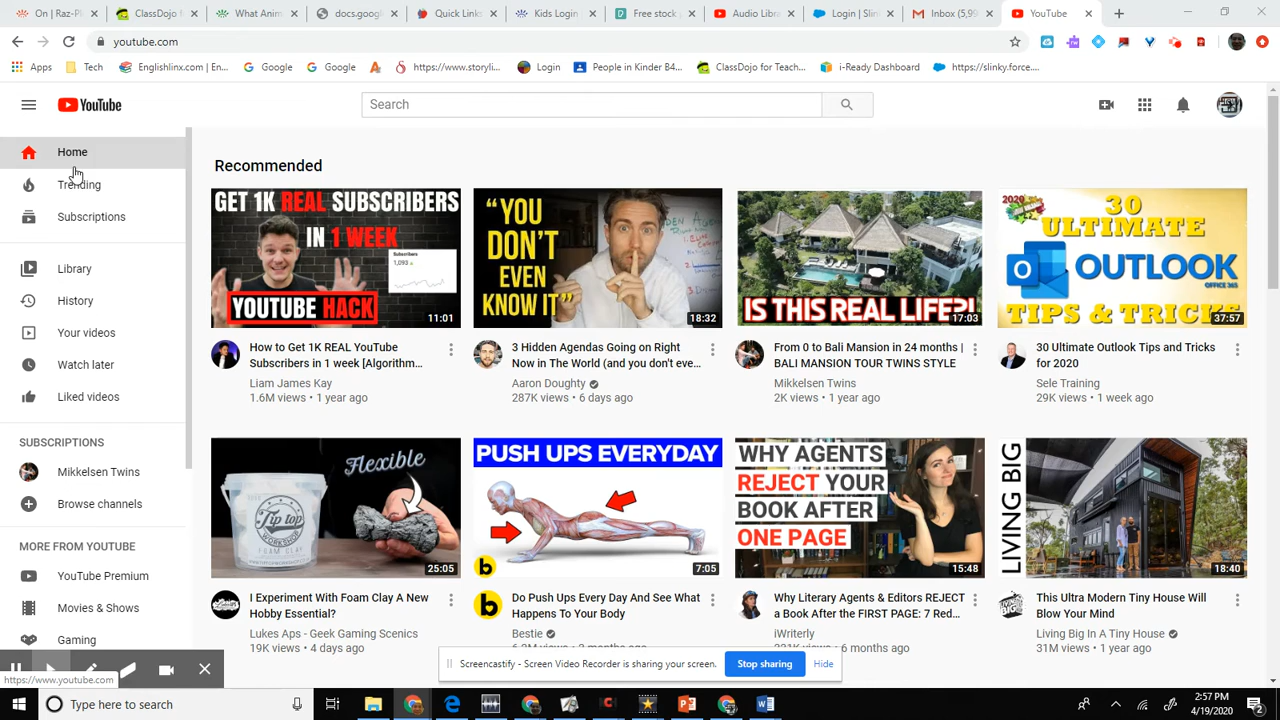 On | Raz-Pl
ClassDojo f
What Anim
docs.google
Quick Links
Kids Login
Free stock
Audio Libra
Login | Slin
Inbox (5,99
YouTube
youtube.com
Apps
Tech
Englishlinx.com | En...
Google
Google
https://www.storyli...
Login
People in Kinder B4...
ClassDojo for Teac...
i-Ready Dashboard
https://slinky.force....
YouTube
Search
Home
Trending
Subscriptions
Library
History
Your videos
Watch later
Liked videos
SUBSCRIPTIONS
Mikkelsen Twins
Browse channels
MORE FROM YOUTUBE
YouTube Premium
Movies & Shows
Gaming
Recommended
GET 1K REAL SUBSCRIBERS
IN 1 WEEK
Subscribers
1,093
YOUTUBE HACK
11:01
How to Get 1K REAL YouTube
Subscribers in 1 week [Algorithm...
Liam James Kay
1.6M views • 1 year ago
"YOU
DON'T
EVEN
KNOW IT"
18:32
3 Hidden Agendas Going on Right
Now in The World (and you don't eve...
Aaron Doughty
287K views • 6 days ago
IS THIS REAL LIFE?!
17:03
From 0 to Bali Mansion in 24 months |
BALI MANSION TOUR TWINS STYLE
Mikkelsen Twins
2K views • 1 year ago
2020
30
ULTIMATE
OUTLOOK
OFFICE 365
TIPS & TRICKS
37:57
30 Ultimate Outlook Tips and Tricks
for 2020
Sele Training
29K views • 1 week ago
Flexible
Tip top
WORKSHOP
FOAM CLAY
25:05
I Experiment With Foam Clay A New
Hobby Essential?
Lukes Aps - Geek Gaming Scenics
19K views • 4 days ago
PUSH UPS EVERYDAY
b
7:05
b
Do Push Ups Every Day And See What
Happens To Your Body
Bestie
WHY AGENTS
REJECT YOUR
BOOK AFTER
ONE PAGE
15:48
Why Literary Agents & Editors REJECT
a Book After the FIRST PAGE: 7 Red...
iWriterly
LIVING BIG
18:40
This Ultra Modern Tiny House Will
Blow Your Mind
Living Big In A Tiny House
31M views • 1 year ago
Screencastify - Screen Video Recorder is sharing your screen.
Stop sharing
Hide
https://www.youtube.com
Type here to search
2:57 PM
4/19/2020